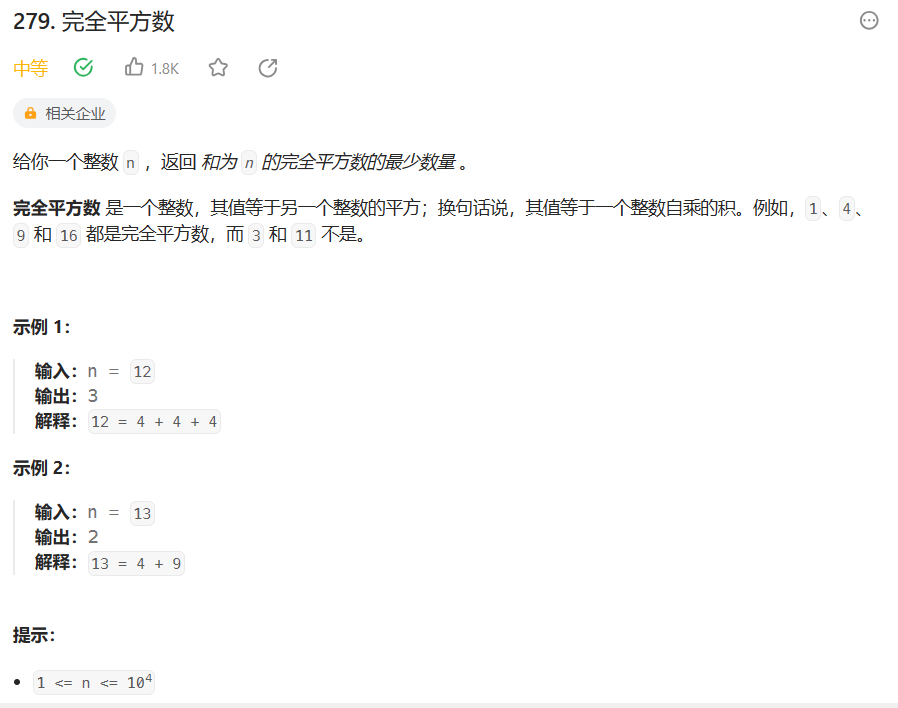 279. 完全平方数
中等 1.8K
相关企业
给你一个整数 n ，返回 和为 n 的完全平方数的最少数量 。
完全平方数 是一个整数，其值等于另一个整数的平方；换句话说，其值等于一个整数自乘的积。例如，1、4、
9 和 16 都是完全平方数，而 3 和 11 不是。
示例 1：
输入：n = 12
输出：3
解释：12 = 4 + 4 + 4
示例 2：
输入：n = 13
输出：2
解释：13 = 4 + 9
提示：
• 1 <= n <= 10⁴